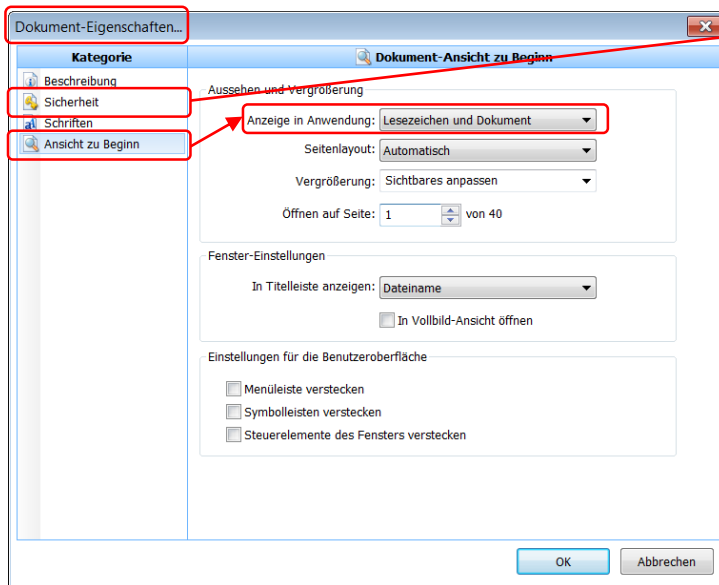 Dokument-Eigenschaften...
Kategorie
Beschreibung
Sicherheit
Schriften
Ansicht zu Beginn
Dokument-Ansicht zu Beginn
Aussehen und Vergrößerung
Anzeige in Anwendung: Lesezeichen und Dokument
Seitenlayout: Automatisch
Vergrößerung: Sichtbares anpassen
Öffnen auf Seite: 1 von 40
Fenster-Einstellungen
In Titelleiste anzeigen: Dateiname
In Vollbild-Ansicht öffnen
Einstellungen für die Benutzeroberfläche
Menüleiste verstecken
Symbolleisten verstecken
Steuerelemente des Fensters verstecken
OK Abbrechen